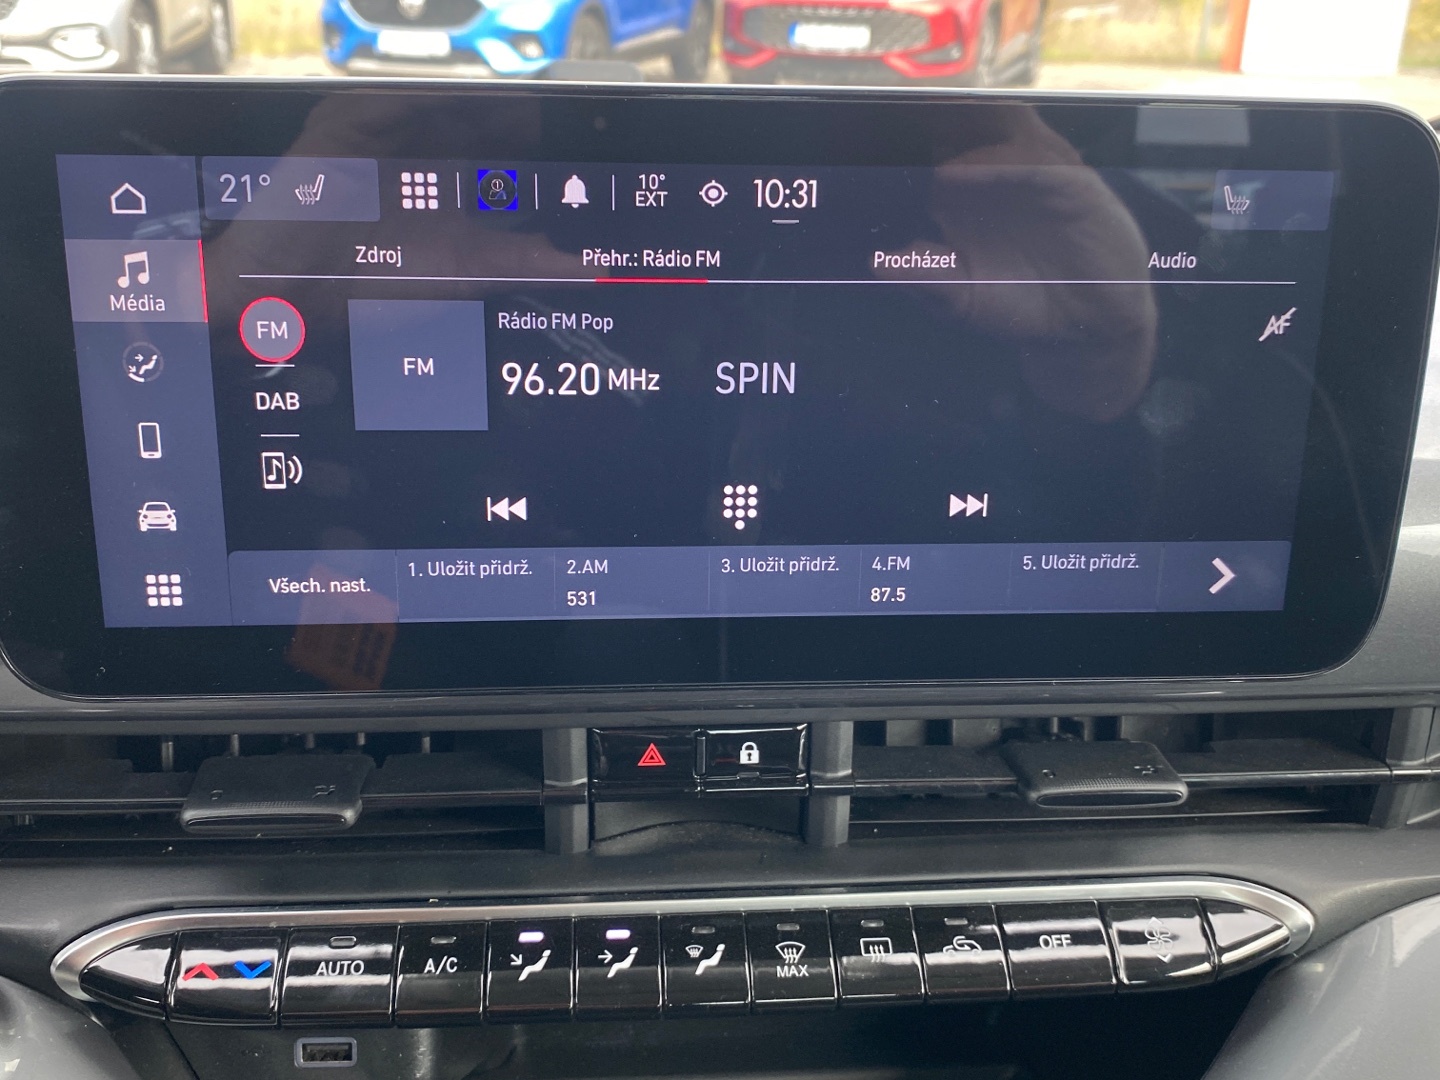 21°
10°
EXT
10:31
Zdroj
Přehr.: Rádio FM
Procházet
Audio
Média
FM
DAB
FM
Rádio FM Pop
96.20 MHz
SPIN
AF
Všech. nast.
1. Uložit přidrž.
2.AM
531
3. Uložit přidrž.
4.FM
87.5
5. Uložit přidrž.
AUTO
A/C
MAX
OFF